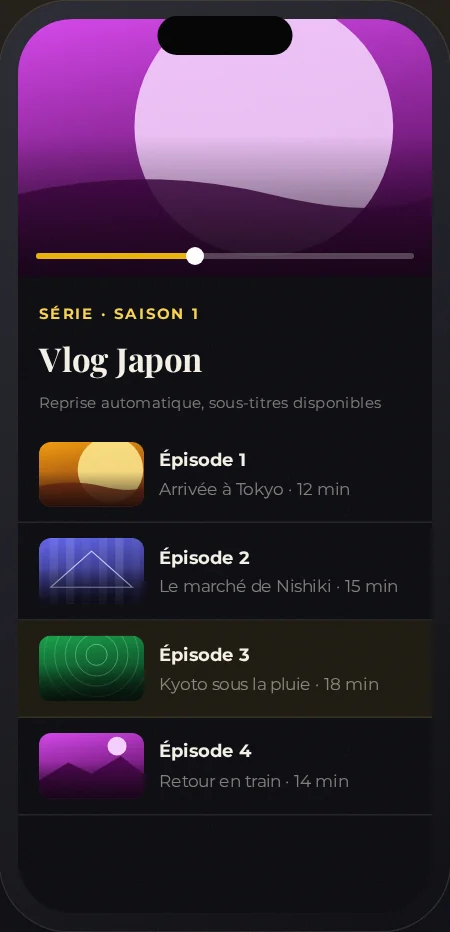 SÉRIE · SAISON 1
Vlog Japon
Reprise automatique, sous-titres disponibles
Épisode 1
Arrivée à Tokyo · 12 min
Épisode 2
Le marché de Nishiki · 15 min
Épisode 3
Kyoto sous la pluie · 18 min
Épisode 4
Retour en train · 14 min